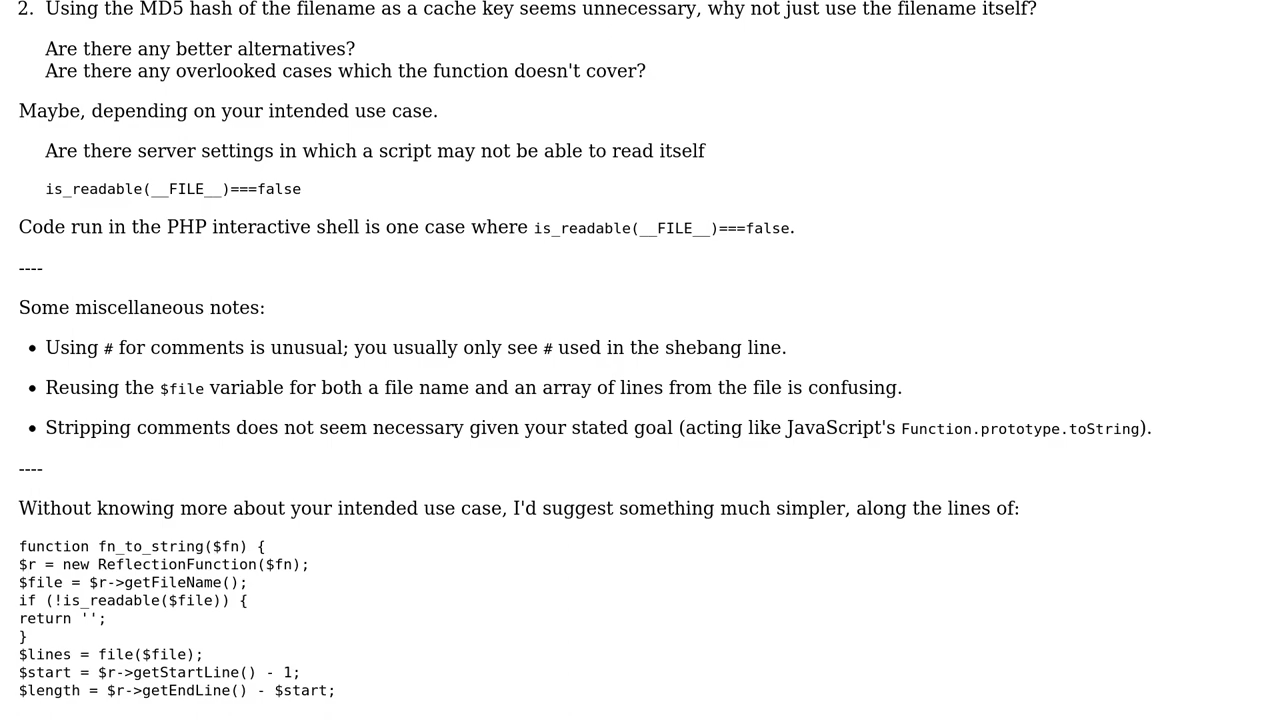 2. Using the MD5 hash of the filename as a cache key seems unnecessary, why not just use the filename itself?
Are there any better alternatives?
Are there any overlooked cases which the function doesn't cover?
Maybe, depending on your intended use case.
Are there server settings in which a script may not be able to read itself
is_readable(__FILE__)===false
Code run in the PHP interactive shell is one case where is_readable(__FILE__)===false.
----
Some miscellaneous notes:
• Using # for comments is unusual; you usually only see # used in the shebang line.
• Reusing the $file variable for both a file name and an array of lines from the file is confusing.
• Stripping comments does not seem necessary given your stated goal (acting like JavaScript's Function.prototype.toString).
----
Without knowing more about your intended use case, I'd suggest something much simpler, along the lines of:
function fn_to_string($fn) {
$r = new ReflectionFunction($fn);
$file = $r->getFileName();
if (!is_readable($file)) {
return '';
}
$lines = file($file);
$start = $r->getStartLine() - 1;
$length = $r->getEndLine() - $start;